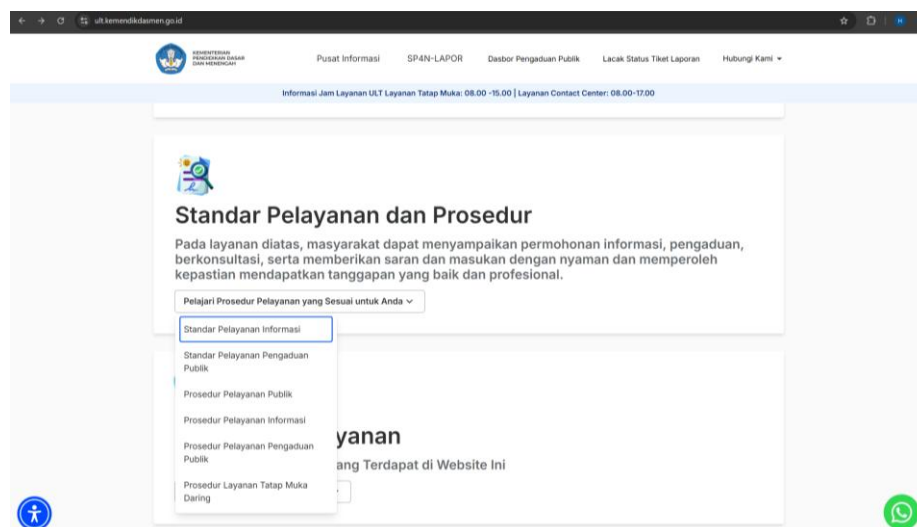 ult.kemendikdasmen.go.id
KEMENTERIAN
PENDIDIKAN DASAR
DAN MENENGAH
Pusat Informasi
SP4N-LAPOR
Dasbor Pengaduan Publik
Lacak Status Tiket Laporan
Hubungi Kami
Informasi Jam Layanan ULT Layanan Tatap Muka: 08.00 -15.00 | Layanan Contact Center: 08.00-17.00
Standar Pelayanan dan Prosedur
Pada layanan diatas, masyarakat dapat menyampaikan permohonan informasi, pengaduan,
berkonsultasi, serta memberikan saran dan masukan dengan nyaman dan memperoleh
kepastian mendapatkan tanggapan yang baik dan profesional.
Pelajari Prosedur Pelayanan yang Sesuai untuk Anda
Standar Pelayanan Informasi
Standar Pelayanan Pengaduan
Publik
Prosedur Pelayanan Publik
Prosedur Pelayanan Informasi
Prosedur Pelayanan Pengaduan
Publik
Prosedur Layanan Tatap Muka
Daring
yanan
ang Terdapat di Website Ini